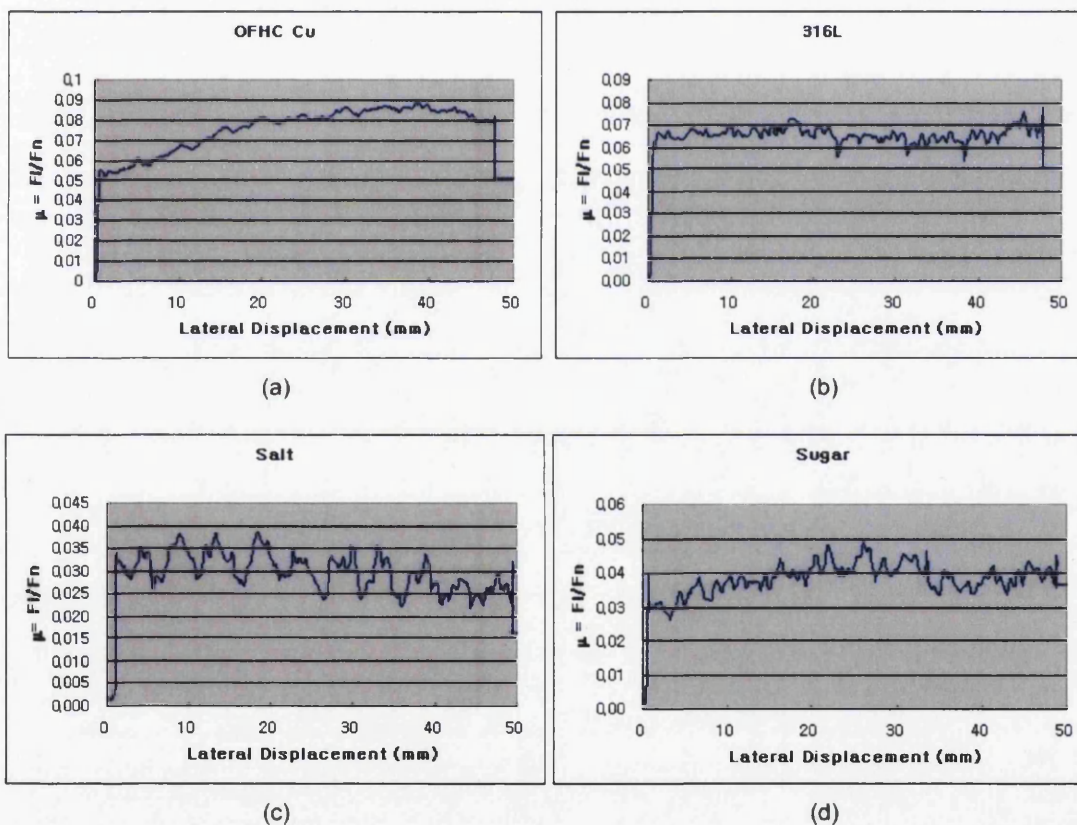 OFHC Cu
0,1
0,09
0,08
0,07
0,06
0,05
0,04
0,03
0,02
0,01
0
μ = Fl/Fn
0 10 20 30 40 50
Lateral Displacement (mm)
(a)
316L
0,09
0,08
0,07
0,06
0,05
0,04
0,03
0,02
0,01
0,00
μ = Fl/Fn
0 10 20 30 40 50
Lateral Displacement (mm)
(b)
Salt
0,045
0,040
0,035
0,030
0,025
0,020
0,015
0,010
0,005
0,000
μ= Fl/Fn
0 10 20 30 40 50
Lateral Displacement (mm)
(c)
Sugar
0,06
0,05
0,04
0,03
0,02
0,01
0,00
μ = Fl/Fn
0 10 20 30 40 50
Lateral Displacement (mm)
(d)